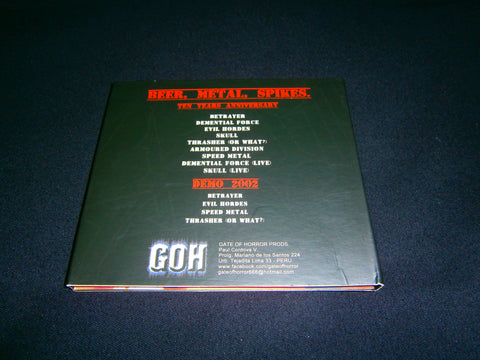 BEER. METAL. SPIKES.
TEN YEARS ANNIVERSARY
BETRAYER
DEMENTIAL FORCE
EVIL HORDES
SKULL
THRASHER (OR WHAT?)
ARMOURED DIVISION
SPEED METAL
DEMENTIAL FORCE (LIVE)
SKULL (LIVE)
DEMO 2002
BETRAYER
EVIL HORDES
SPEED METAL
THRASHER (OR WHAT?)
GOH
GATE OF HORROR PRODS.
Paul Cordova V.
Prolg. Mariano de los Santos 224
Urb. Tejadita Lima 33 - PERU
www.facebook.com/gateofhorror
gateofhorror666@hotmail.com